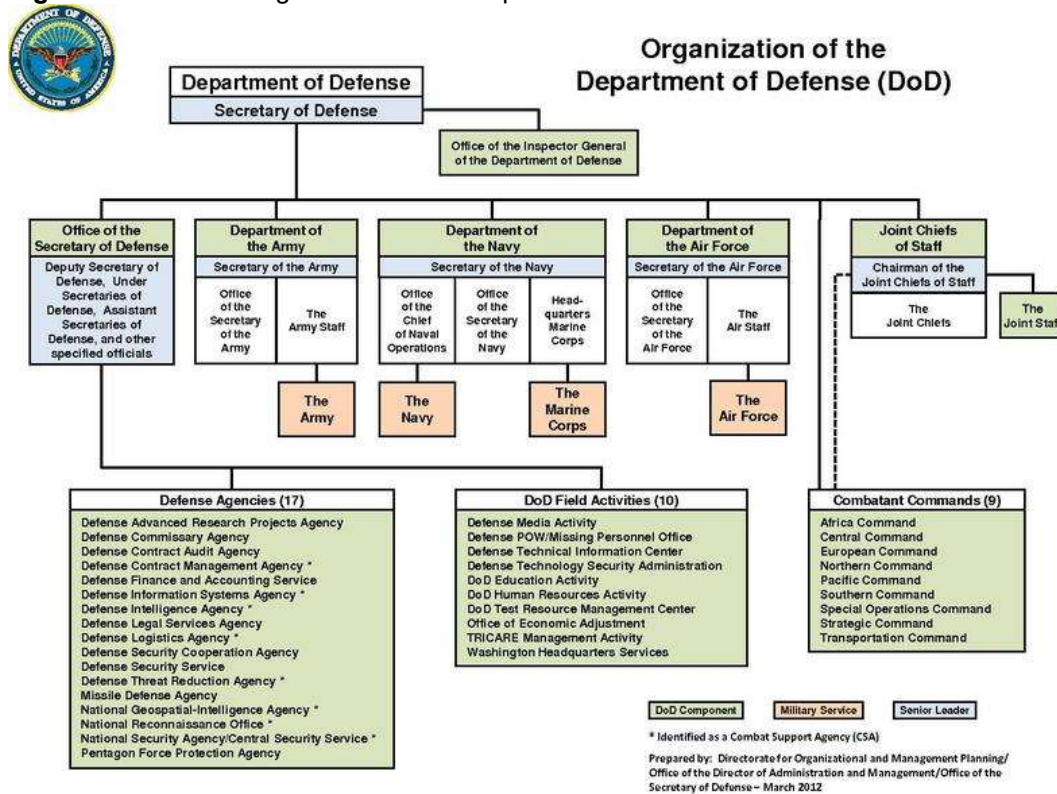 DEPARTMENT OF DEFENSE
UNITED STATES OF AMERICA
Organization of the
Department of Defense (DoD)
Department of Defense
Secretary of Defense
Office of the Inspector General
of the Department of Defense
Office of the
Secretary of Defense
Deputy Secretary of
Defense, Under
Secretaries of
Defense, Assistant
Secretaries of
Defense, and other
specified officials
Department of
the Army
Secretary of the Army
Office
of the
Secretary
of the
Army
The
Army Staff
The
Army
Department of
the Navy
Secretary of the Navy
Office
of the
Chief
of Naval
Operations
Office
of the
Secretary
of the
Navy
Head-
quarters
Marine
Corps
The
Navy
The
Marine
Corps
Department of
the Air Force
Secretary of the Air Force
Office
of the
Secretary
of the
Air Force
The
Air Staff
The
Air Force
Joint Chiefs
of Staff
Chairman of the
Joint Chiefs of Staff
The
Joint Chiefs
The
Joint Staff
Defense Agencies (17)
Defense Advanced Research Projects Agency
Defense Commissary Agency
Defense Contract Audit Agency
Defense Contract Management Agency *
Defense Finance and Accounting Service
Defense Information Systems Agency *
Defense Intelligence Agency *
Defense Legal Services Agency
Defense Logistics Agency *
Defense Security Cooperation Agency
Defense Security Service
Defense Threat Reduction Agency *
Missile Defense Agency
National Geospatial-Intelligence Agency *
National Reconnaissance Office *
National Security Agency/Central Security Service *
Pentagon Force Protection Agency
DoD Field Activities (10)
Defense Media Activity
Defense POW/Missing Personnel Office
Defense Technical Information Center
Defense Technology Security Administration
DoD Education Activity
DoD Human Resources Activity
DoD Test Resource Management Center
Office of Economic Adjustment
TRICARE Management Activity
Washington Headquarters Services
Combatant Commands (9)
Africa Command
Central Command
European Command
Northern Command
Pacific Command
Southern Command
Special Operations Command
Strategic Command
Transportation Command
DoD Component
Military Service
Senior Leader
* Identified as a Combat Support Agency (CSA)
Prepared by: Directorate for Organizational and Management Planning/
Office of the Director of Administration and Management/Office of the
Secretary of Defense – March 2012